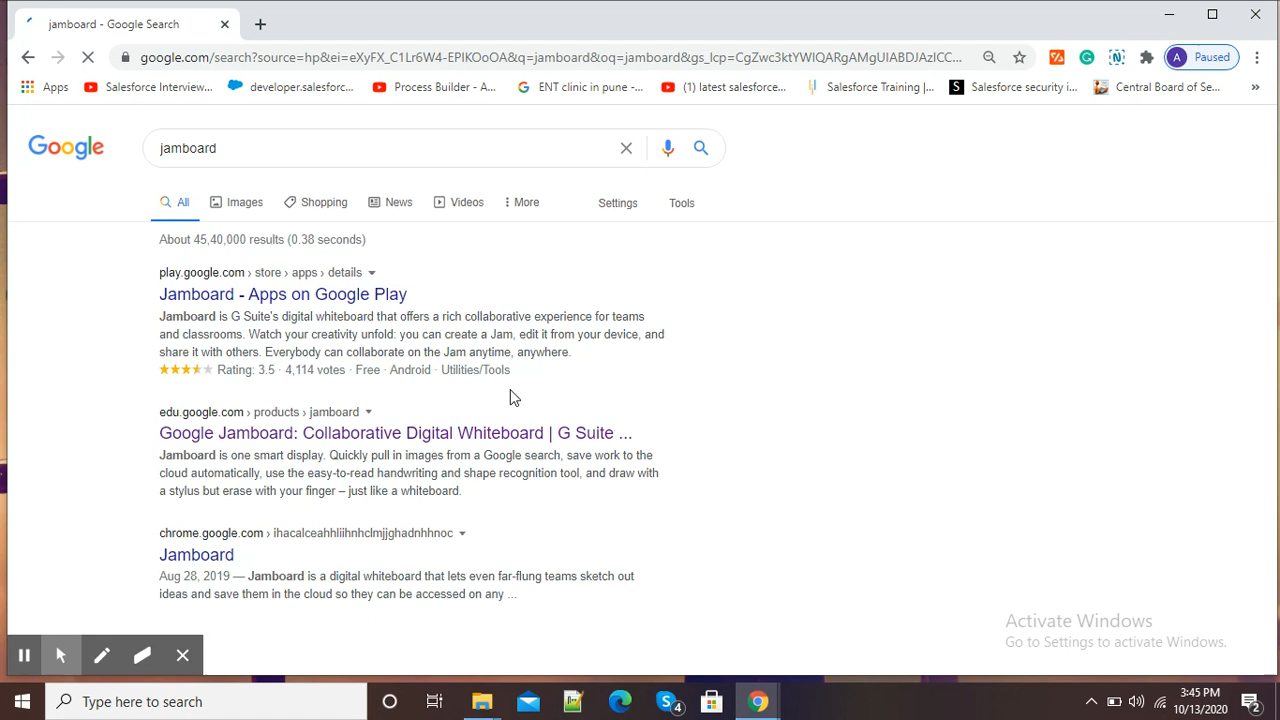 jamboard - Google Search
google.com/search?source=hp&ei=eXyFX_C1Lr6W4-EPlKOnOA&q=jamboard&oq=jamboard&gs_lcp=CgZwc3ktYWIQARgAMgUIABDJAzICC...
Paused
Apps
Salesforce Interview...
developer.salesforc...
Process Builder - A...
ENT clinic in pune -...
(1) latest salesforce...
Salesforce Training |...
Salesforce security i...
Central Board of Se...
Google
jamboard
All
Images
Shopping
News
Videos
More
Settings
Tools
About 45,40,000 results (0.38 seconds)
play.google.com › store › apps › details
Jamboard - Apps on Google Play
Jamboard is G Suite's digital whiteboard that offers a rich collaborative experience for teams
and classrooms. Watch your creativity unfold: you can create a Jam, edit it from your device, and
share it with others. Everybody can collaborate on the Jam anytime, anywhere.
Rating: 3.5 · 4,114 votes · Free · Android · Utilities/Tools
edu.google.com › products › jamboard
Google Jamboard: Collaborative Digital Whiteboard | G Suite ...
Jamboard is one smart display. Quickly pull in images from a Google search, save work to the
cloud automatically, use the easy-to-read handwriting and shape recognition tool, and draw with
a stylus but erase with your finger – just like a whiteboard.
chrome.google.com › ihacalceahhliihnhclmjjghadnhhnoc
Jamboard
Aug 28, 2019 — Jamboard is a digital whiteboard that lets even far-flung teams sketch out
ideas and save them in the cloud so they can be accessed on any ...
Activate Windows
Go to Settings to activate Windows.
Type here to search
4
3:45 PM
10/13/2020
2